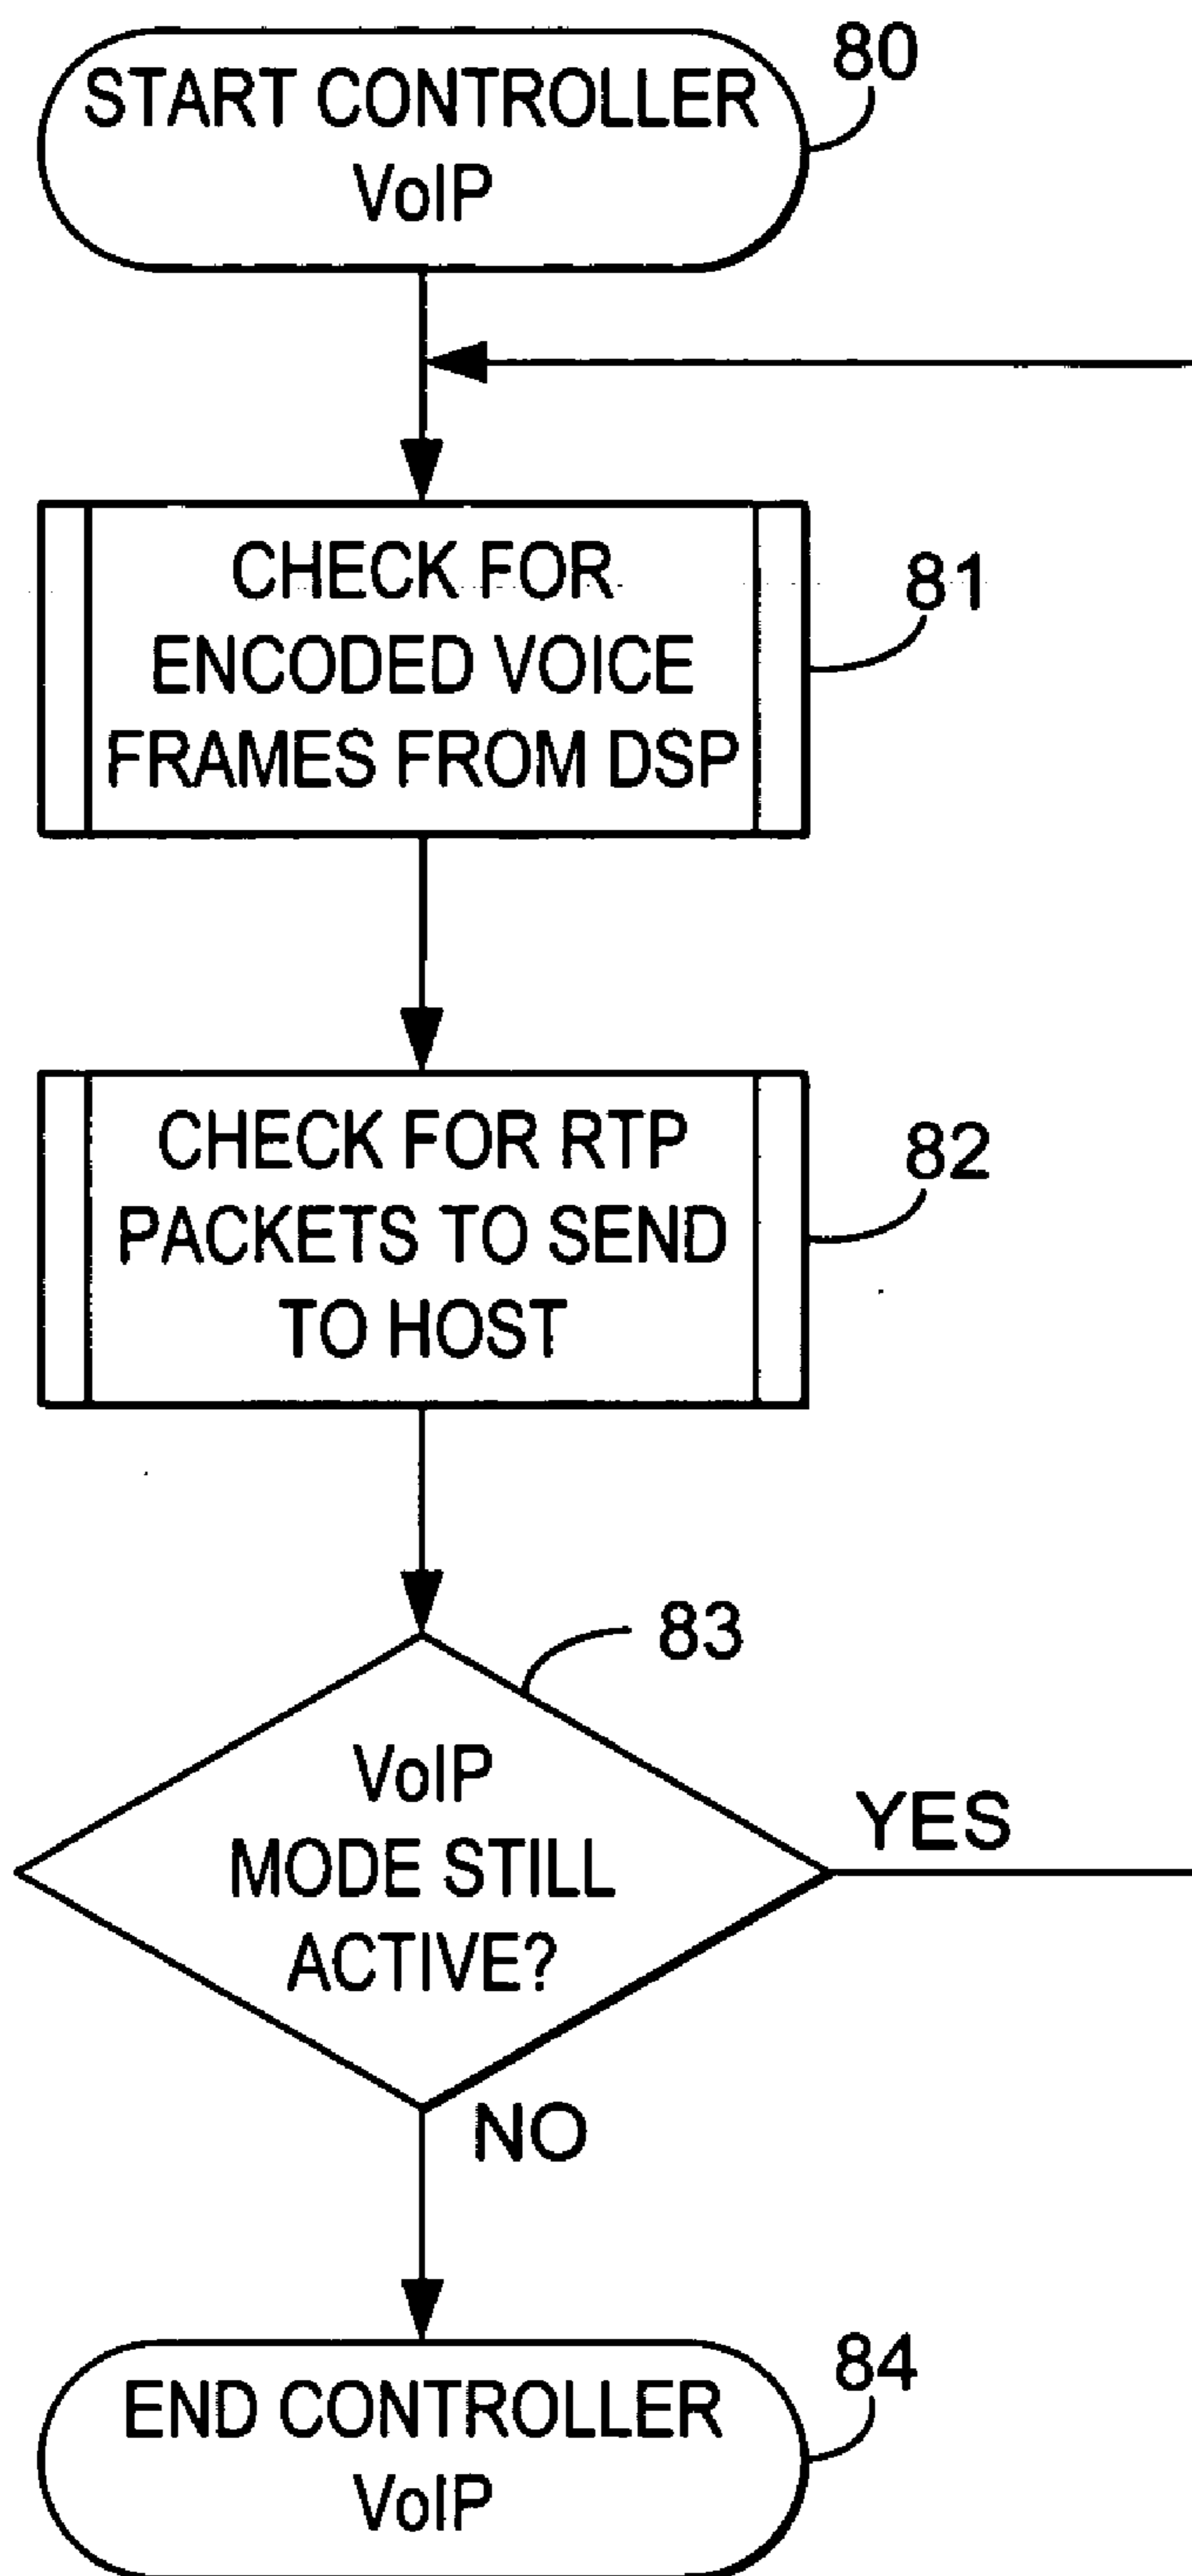 START CONTROLLER
VoIP
80
CHECK FOR
ENCODED VOICE
FRAMES FROM DSP
81
CHECK FOR RTP
PACKETS TO SEND
TO HOST
82
83
VoIP
MODE STILL
ACTIVE?
YES
NO
END CONTROLLER
VoIP
84